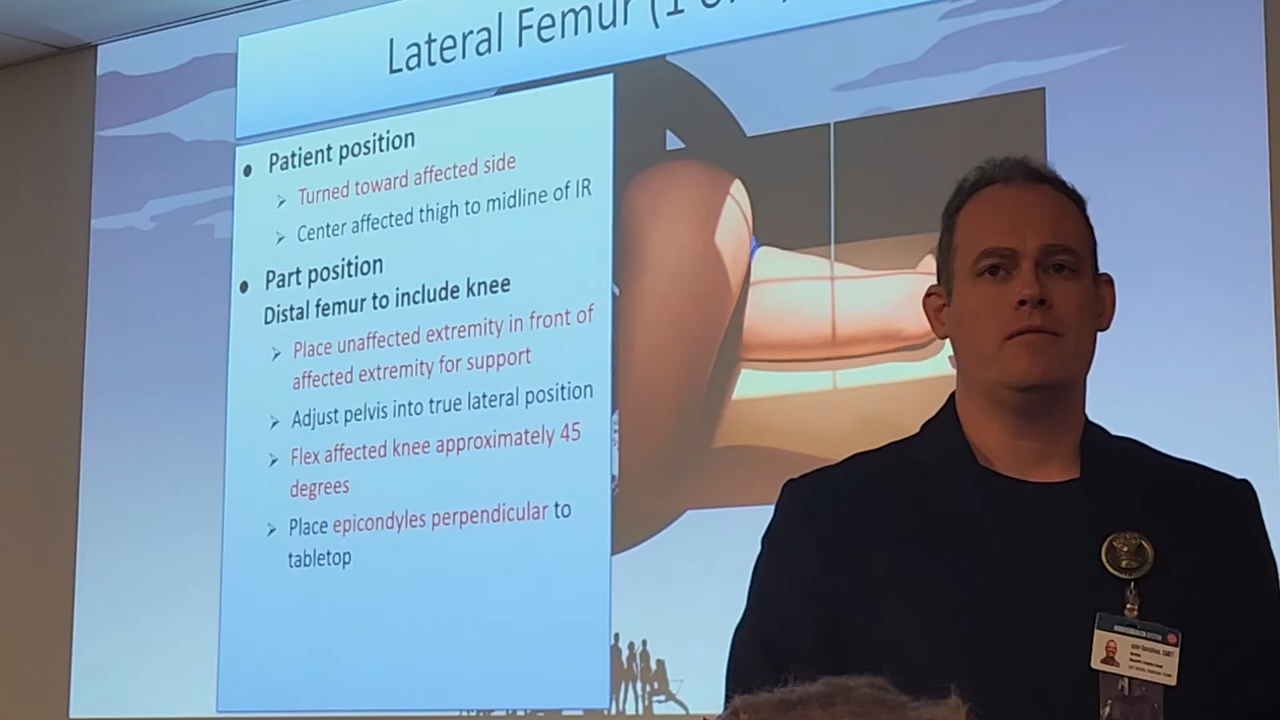 Lateral Femur (1
Patient position
Turned toward affected side
Center affected thigh to midline of IR
Part position
Distal femur to include knee
Place unaffected extremity in front of
affected extremity for support
Adjust pelvis into true lateral position
Flex affected knee approximately 45
degrees
Place epicondyles perpendicular to
tabletop